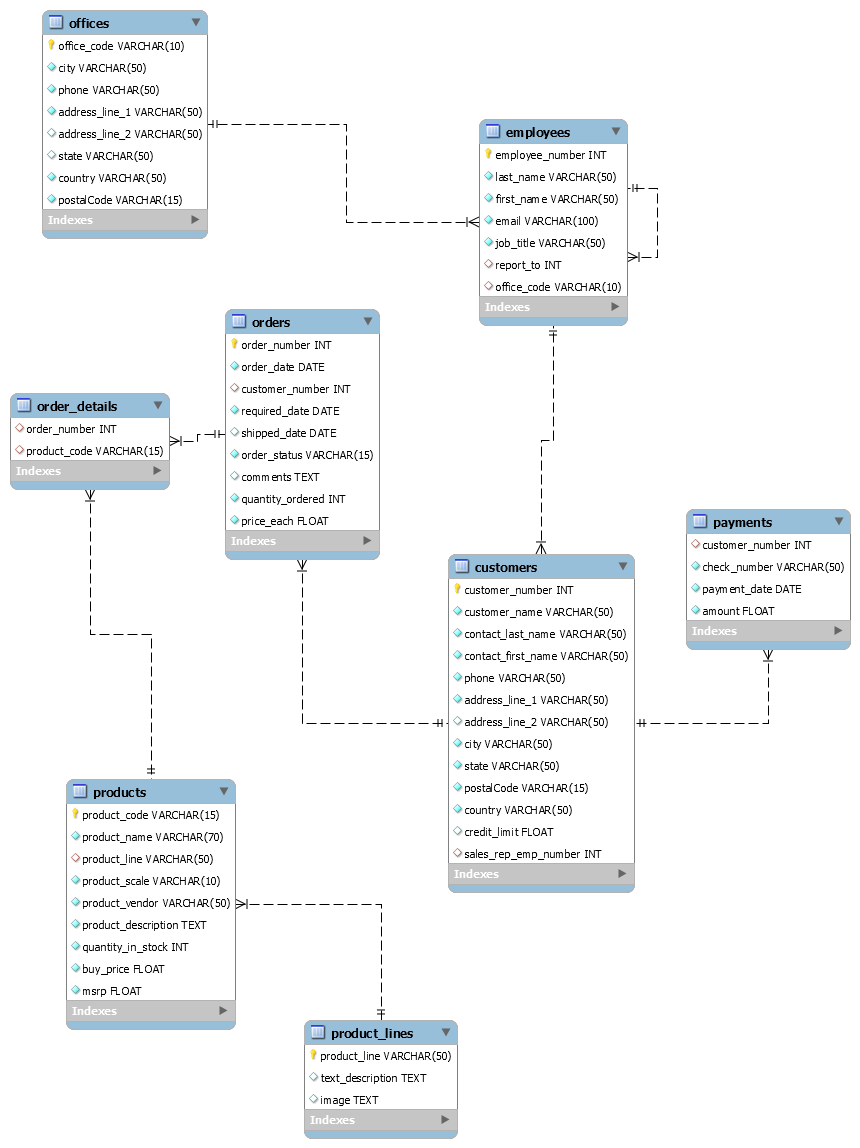 offices
office_code VARCHAR(10)
city VARCHAR(50)
phone VARCHAR(50)
address_line_1 VARCHAR(50)
address_line_2 VARCHAR(50)
state VARCHAR(50)
country VARCHAR(50)
postalCode VARCHAR(15)
Indexes
employees
employee_number INT
last_name VARCHAR(50)
first_name VARCHAR(50)
email VARCHAR(100)
job_title VARCHAR(50)
report_to INT
office_code VARCHAR(10)
Indexes
orders
order_number INT
order_date DATE
customer_number INT
required_date DATE
shipped_date DATE
order_status VARCHAR(15)
comments TEXT
quantity_ordered INT
price_each FLOAT
Indexes
order_details
order_number INT
product_code VARCHAR(15)
Indexes
payments
customer_number INT
check_number VARCHAR(50)
payment_date DATE
amount FLOAT
Indexes
customers
customer_number INT
customer_name VARCHAR(50)
contact_last_name VARCHAR(50)
contact_first_name VARCHAR(50)
phone VARCHAR(50)
address_line_1 VARCHAR(50)
address_line_2 VARCHAR(50)
city VARCHAR(50)
state VARCHAR(50)
postalCode VARCHAR(15)
country VARCHAR(50)
credit_limit FLOAT
sales_rep_emp_number INT
Indexes
products
product_code VARCHAR(15)
product_name VARCHAR(70)
product_line VARCHAR(50)
product_scale VARCHAR(10)
product_vendor VARCHAR(50)
product_description TEXT
quantity_in_stock INT
buy_price FLOAT
msrp FLOAT
Indexes
product_lines
product_line VARCHAR(50)
text_description TEXT
image TEXT
Indexes